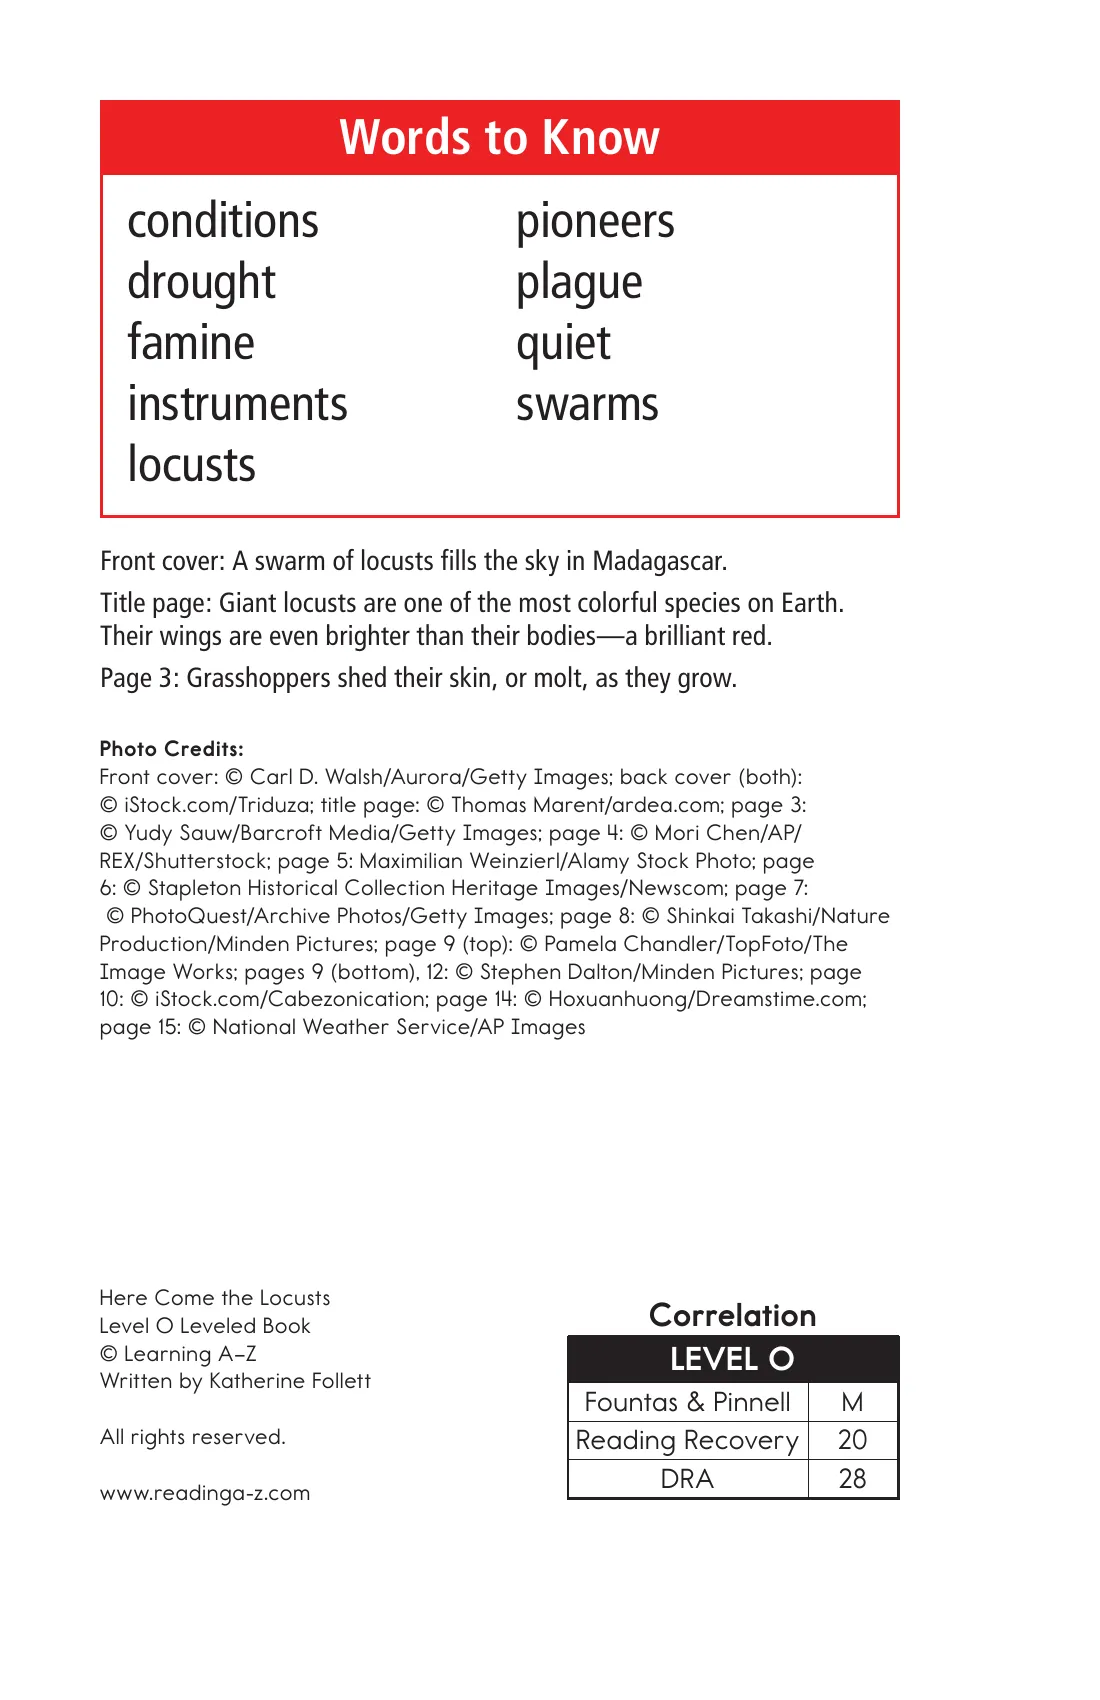 Words to Know
conditions
drought
famine
instruments
locusts
pioneers
plague
quiet
swarms
Front cover: A swarm of locusts fills the sky in Madagascar.
Title page: Giant locusts are one of the most colorful species on Earth.
Their wings are even brighter than their bodies—a brilliant red.
Page 3: Grasshoppers shed their skin, or molt, as they grow.
Photo Credits:
Front cover: © Carl D. Walsh/Aurora/Getty Images; back cover (both):
© iStock.com/Triduza; title page: © Thomas Marent/ardea.com; page 3:
© Yudy Sauw/Barcroft Media/Getty Images; page 4: © Mori Chen/AP/
REX/Shutterstock; page 5: Maximilian Weinzierl/Alamy Stock Photo; page
6: © Stapleton Historical Collection Heritage Images/Newscom; page 7:
© PhotoQuest/Archive Photos/Getty Images; page 8: © Shinkai Takashi/Nature
Production/Minden Pictures; page 9 (top): © Pamela Chandler/TopFoto/The
Image Works; pages 9 (bottom), 12: © Stephen Dalton/Minden Pictures; page
10: © iStock.com/Cabezonication; page 14: © Hoxuanhuong/Dreamstime.com;
page 15: © National Weather Service/AP Images
Here Come the Locusts
Level O Leveled Book
© Learning A–Z
Written by Katherine Follett
All rights reserved.
www.readinga-z.com
Correlation
LEVEL O
Fountas & Pinnell M
Reading Recovery 20
DRA 28